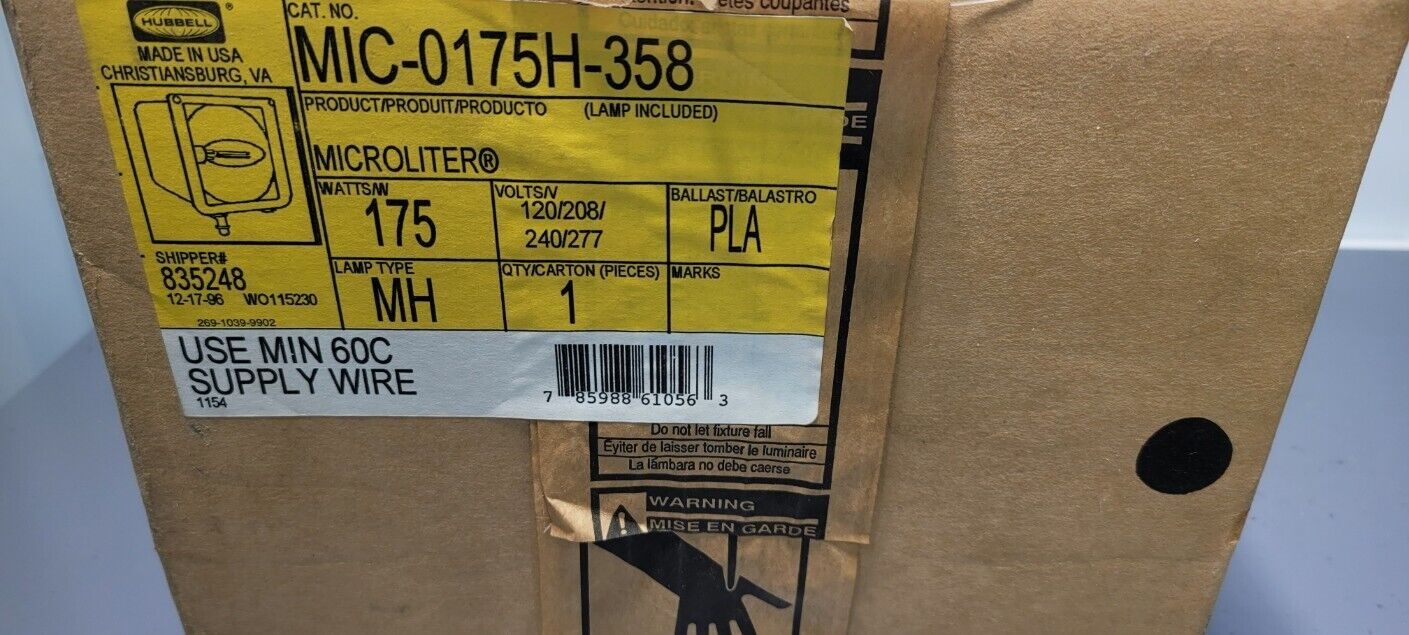 HUBBELL®
MADE IN USA
CHRISTIANSBURG, VA
CAT. NO.
MIC-0175H-358
PRODUCT/PRODUIT/PRODUCTO (LAMP INCLUDED)
MICROLITER®
WATTS/W
175
VOLTS/V
120/208/
240/277
BALLAST/BALASTRO
PLA
SHIPPER#
835248
12-17-96 WO115230
269-1039-9902
LAMP TYPE
MH
QTY/CARTON (PIECES)
1
MARKS
USE MIN 60C
SUPPLY WIRE
1154
7 85988 61056 3
coupantes
DE
Do not let fixture fall
Éviter de laisser tomber le luminaire
La lámbara no debe caerse
WARNING
MISE EN GARDE